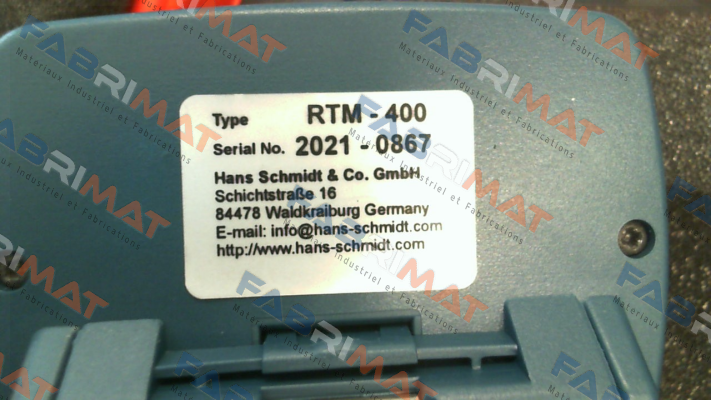 Type RTM - 400
Serial No. 2021 - 0867
Hans Schmidt & Co. GmbH
Schichtstraße 16
84478 Waldkraiburg Germany
E-mail: info@hans-schmidt.com
http://www.hans-schmidt.com
FABRIMAT
Materiaux Industriel et Fabrications